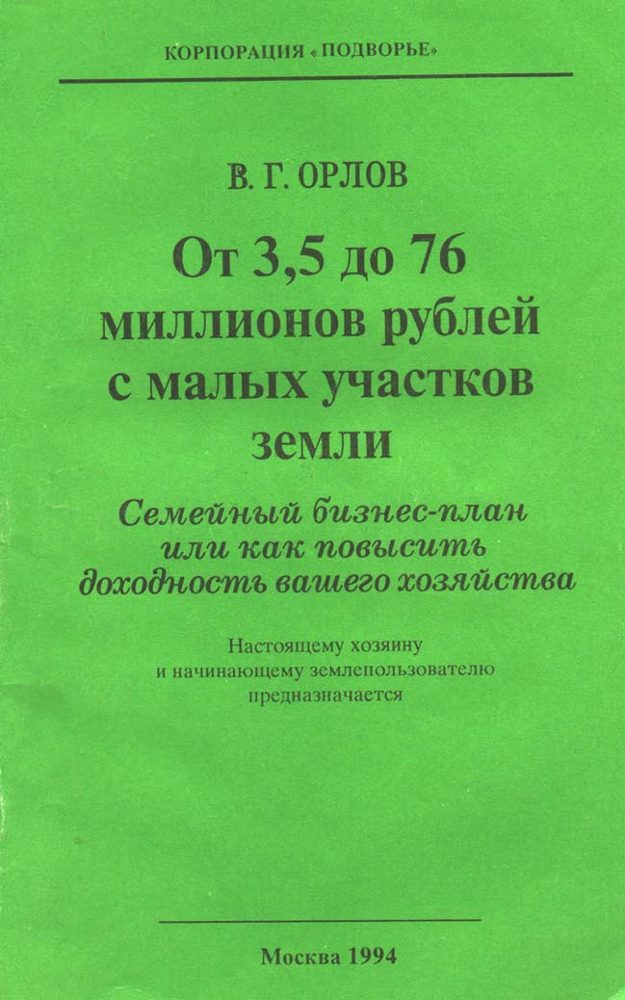 КОРПОРАЦИЯ «ПОДВОРЬЕ»
В. Г. ОРЛОВ
От 3,5 до 76
миллионов рублей
с малых участков
земли
Семейный бизнес-план
или как повысить
доходность вашего хозяйства
Настоящему хозяину
и начинающему землепользователю
предназначается
Москва 1994